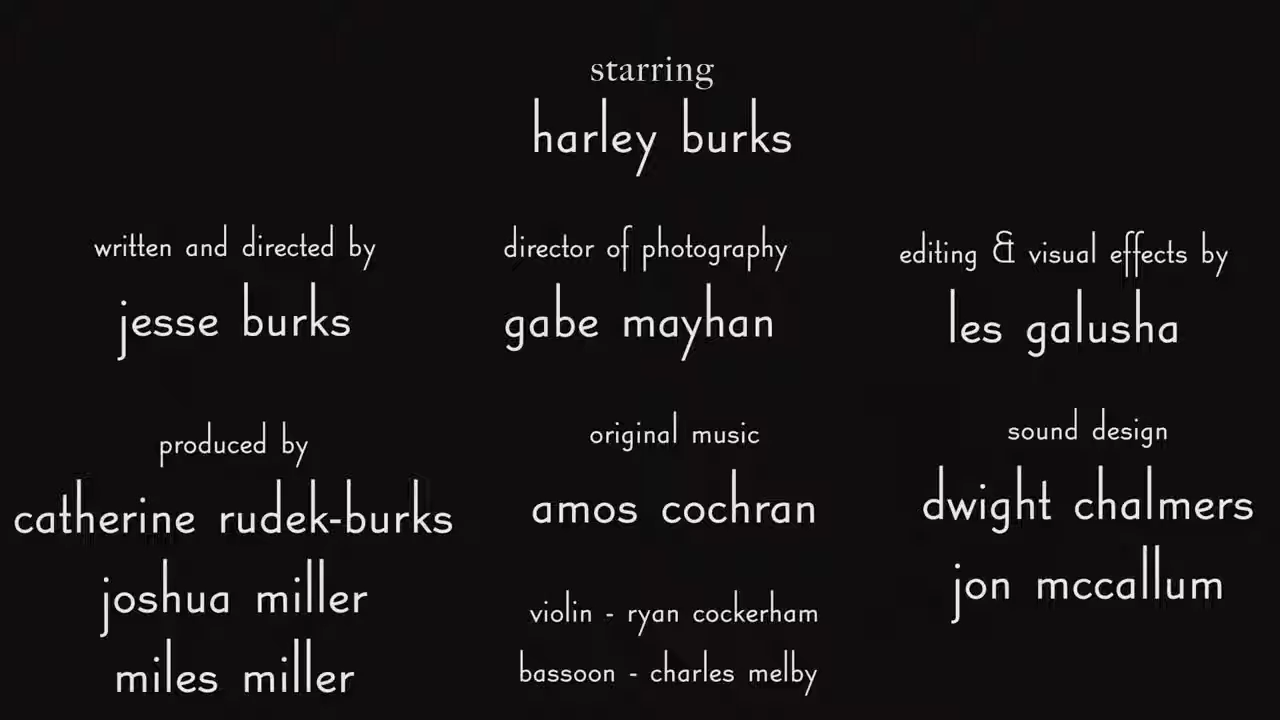 starring
harley burks
written and directed by
jesse burks
director of photography
gabe mayhan
editing & visual effects by
les galusha
produced by
catherine rudek-burks
joshua miller
miles miller
original music
amos cochran
violin - ryan cockerham
bassoon - charles melby
sound design
dwight chalmers
jon mccallum